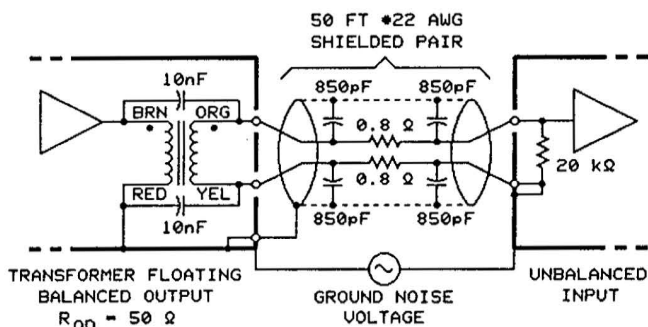 50 FT #22 AWG
SHIELDED PAIR
10nF
850pF
850pF
BRN
ORG
0.8 Ω
20 kΩ
0.8 Ω
RED
YEL
10nF
850pF
850pF
TRANSFORMER FLOATING
BALANCED OUTPUT
R_OD = 50 Ω
GROUND NOISE
VOLTAGE
UNBALANCED
INPUT